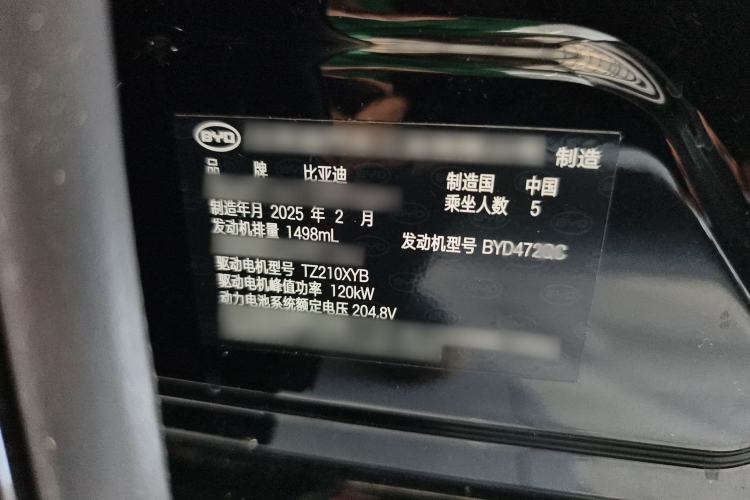 BYD 制造
品 牌 比亚迪 制造国 中国
乘坐人数 5
制造年月 2025 年 2 月
发动机排量 1498mL 发动机型号 BYD472QC
驱动电机型号 TZ210XYB
驱动电机峰值功率 120kW
动力电池系统额定电压 204.8V